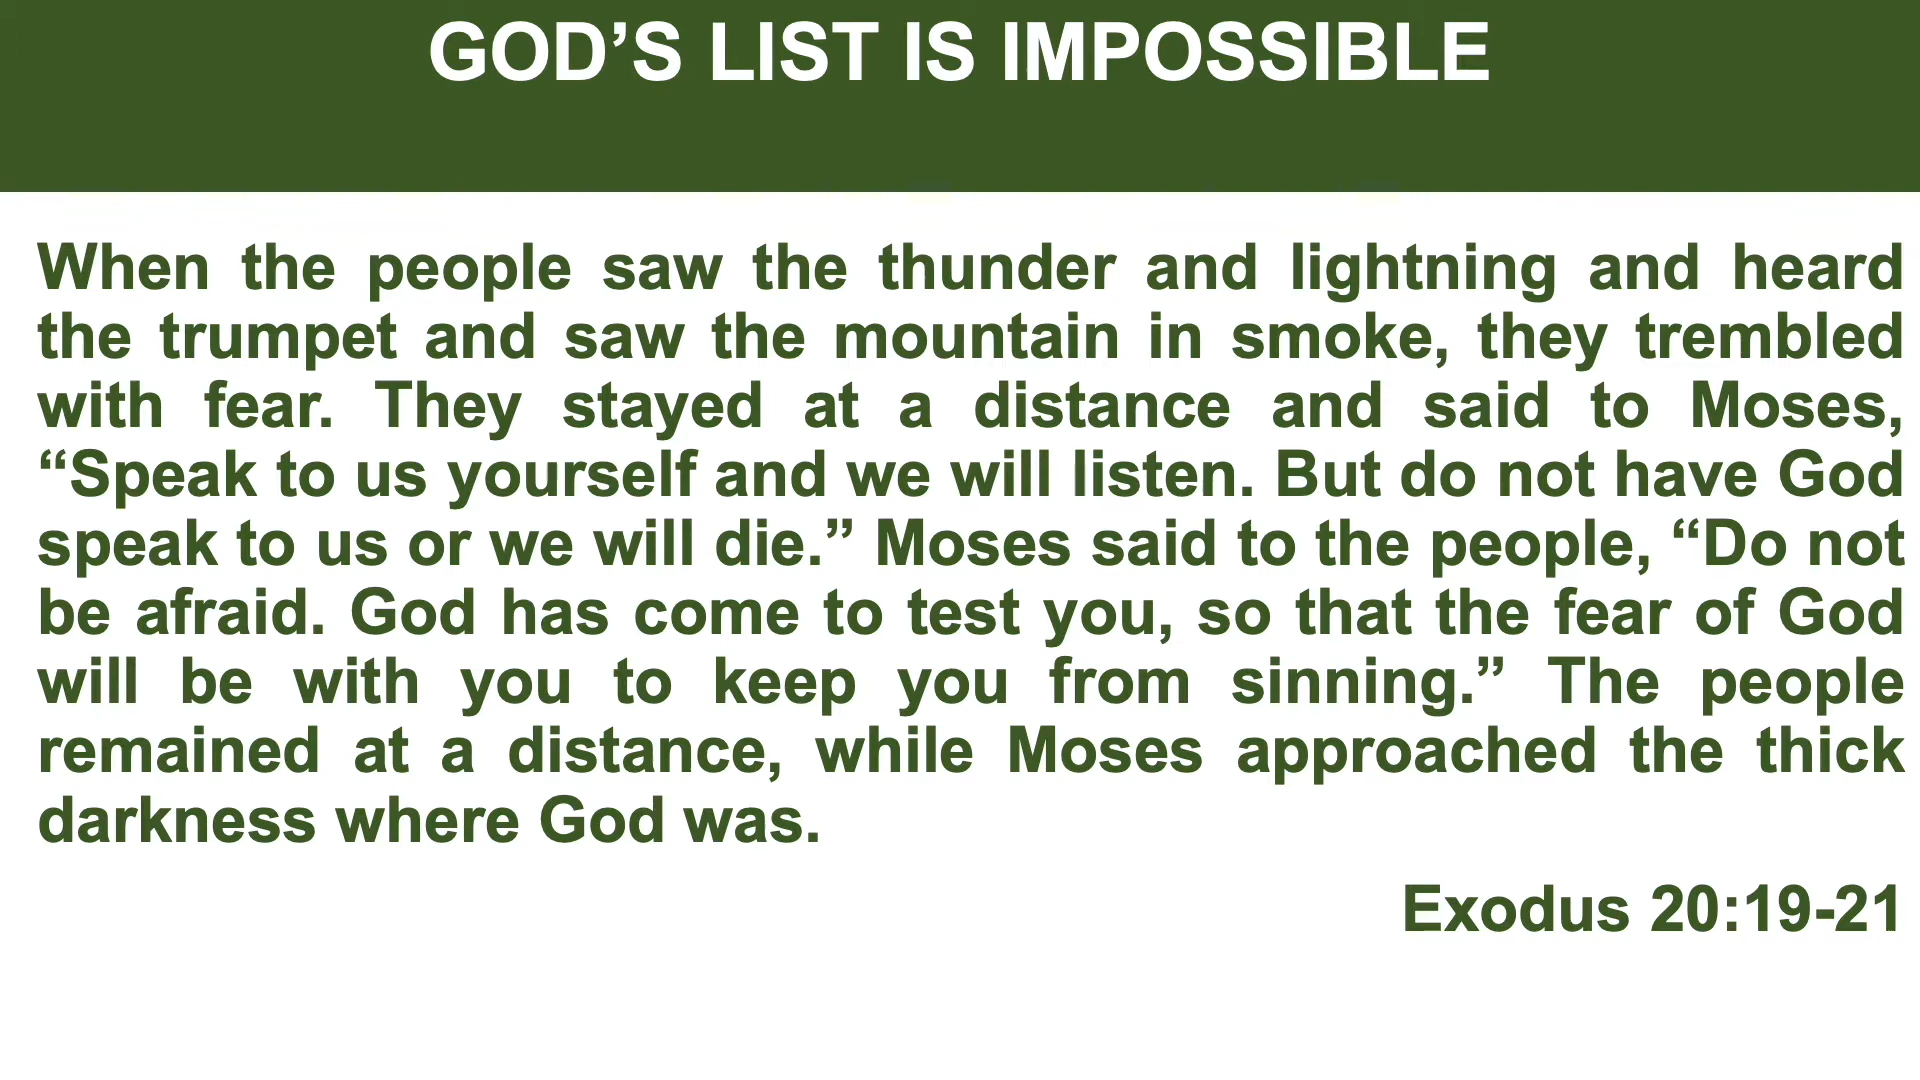 GOD’S LIST IS IMPOSSIBLE
When the people saw the thunder and lightning and heard
the trumpet and saw the mountain in smoke, they trembled
with fear. They stayed at a distance and said to Moses,
“Speak to us yourself and we will listen. But do not have God
speak to us or we will die.” Moses said to the people, “Do not
be afraid. God has come to test you, so that the fear of God
will be with you to keep you from sinning.” The people
remained at a distance, while Moses approached the thick
darkness where God was.
Exodus 20:19-21